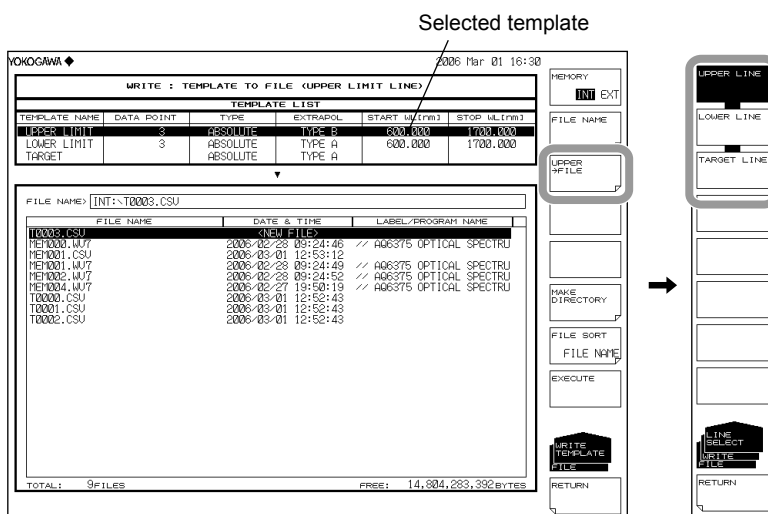 Selected template
YOKOGAWA ◆ 2006 Mar 01 16:30
WRITE : TEMPLATE TO FILE (UPPER LIMIT LINE)
TEMPLATE LIST
TEMPLATE NAME DATA POINT TYPE EXTRAPOL START WL[nm] STOP WL[nm]
UPPER LIMIT 3 ABSOLUTE TYPE B 600.000 1700.000
LOWER LIMIT 3 ABSOLUTE TYPE A 600.000 1700.000
TARGET ABSOLUTE TYPE A
▼
FILE NAME> INT:\T0003.CSV
FILE NAME DATE & TIME LABEL/PROGRAM NAME
T0003.CSV <NEW FILE>
MEM000.WV7 2006/02/28 09:24:46 // AQ6375 OPTICAL SPECTRU
MEM001.CSV 2006/03/01 12:53:12
MEM001.WV7 2006/02/28 09:24:49 // AQ6375 OPTICAL SPECTRU
MEM002.WV7 2006/02/28 09:24:52 // AQ6375 OPTICAL SPECTRU
MEM004.WV7 2006/02/27 19:50:19 // AQ6375 OPTICAL SPECTRU
T0000.CSV 2006/03/01 12:52:43
T0001.CSV 2006/03/01 12:52:43
T0002.CSV 2006/03/01 12:52:43
TOTAL: 9FILES FREE: 14,804,283,392BYTES
MEMORY
INT EXT
FILE NAME
UPPER
→FILE
MAKE
DIRECTORY
FILE SORT
FILE NAME
EXECUTE
WRITE
TEMPLATE
FILE
RETURN
UPPER LINE
LOWER LINE
TARGET LINE
LINE
SELECT
WRITE
FILE
RETURN